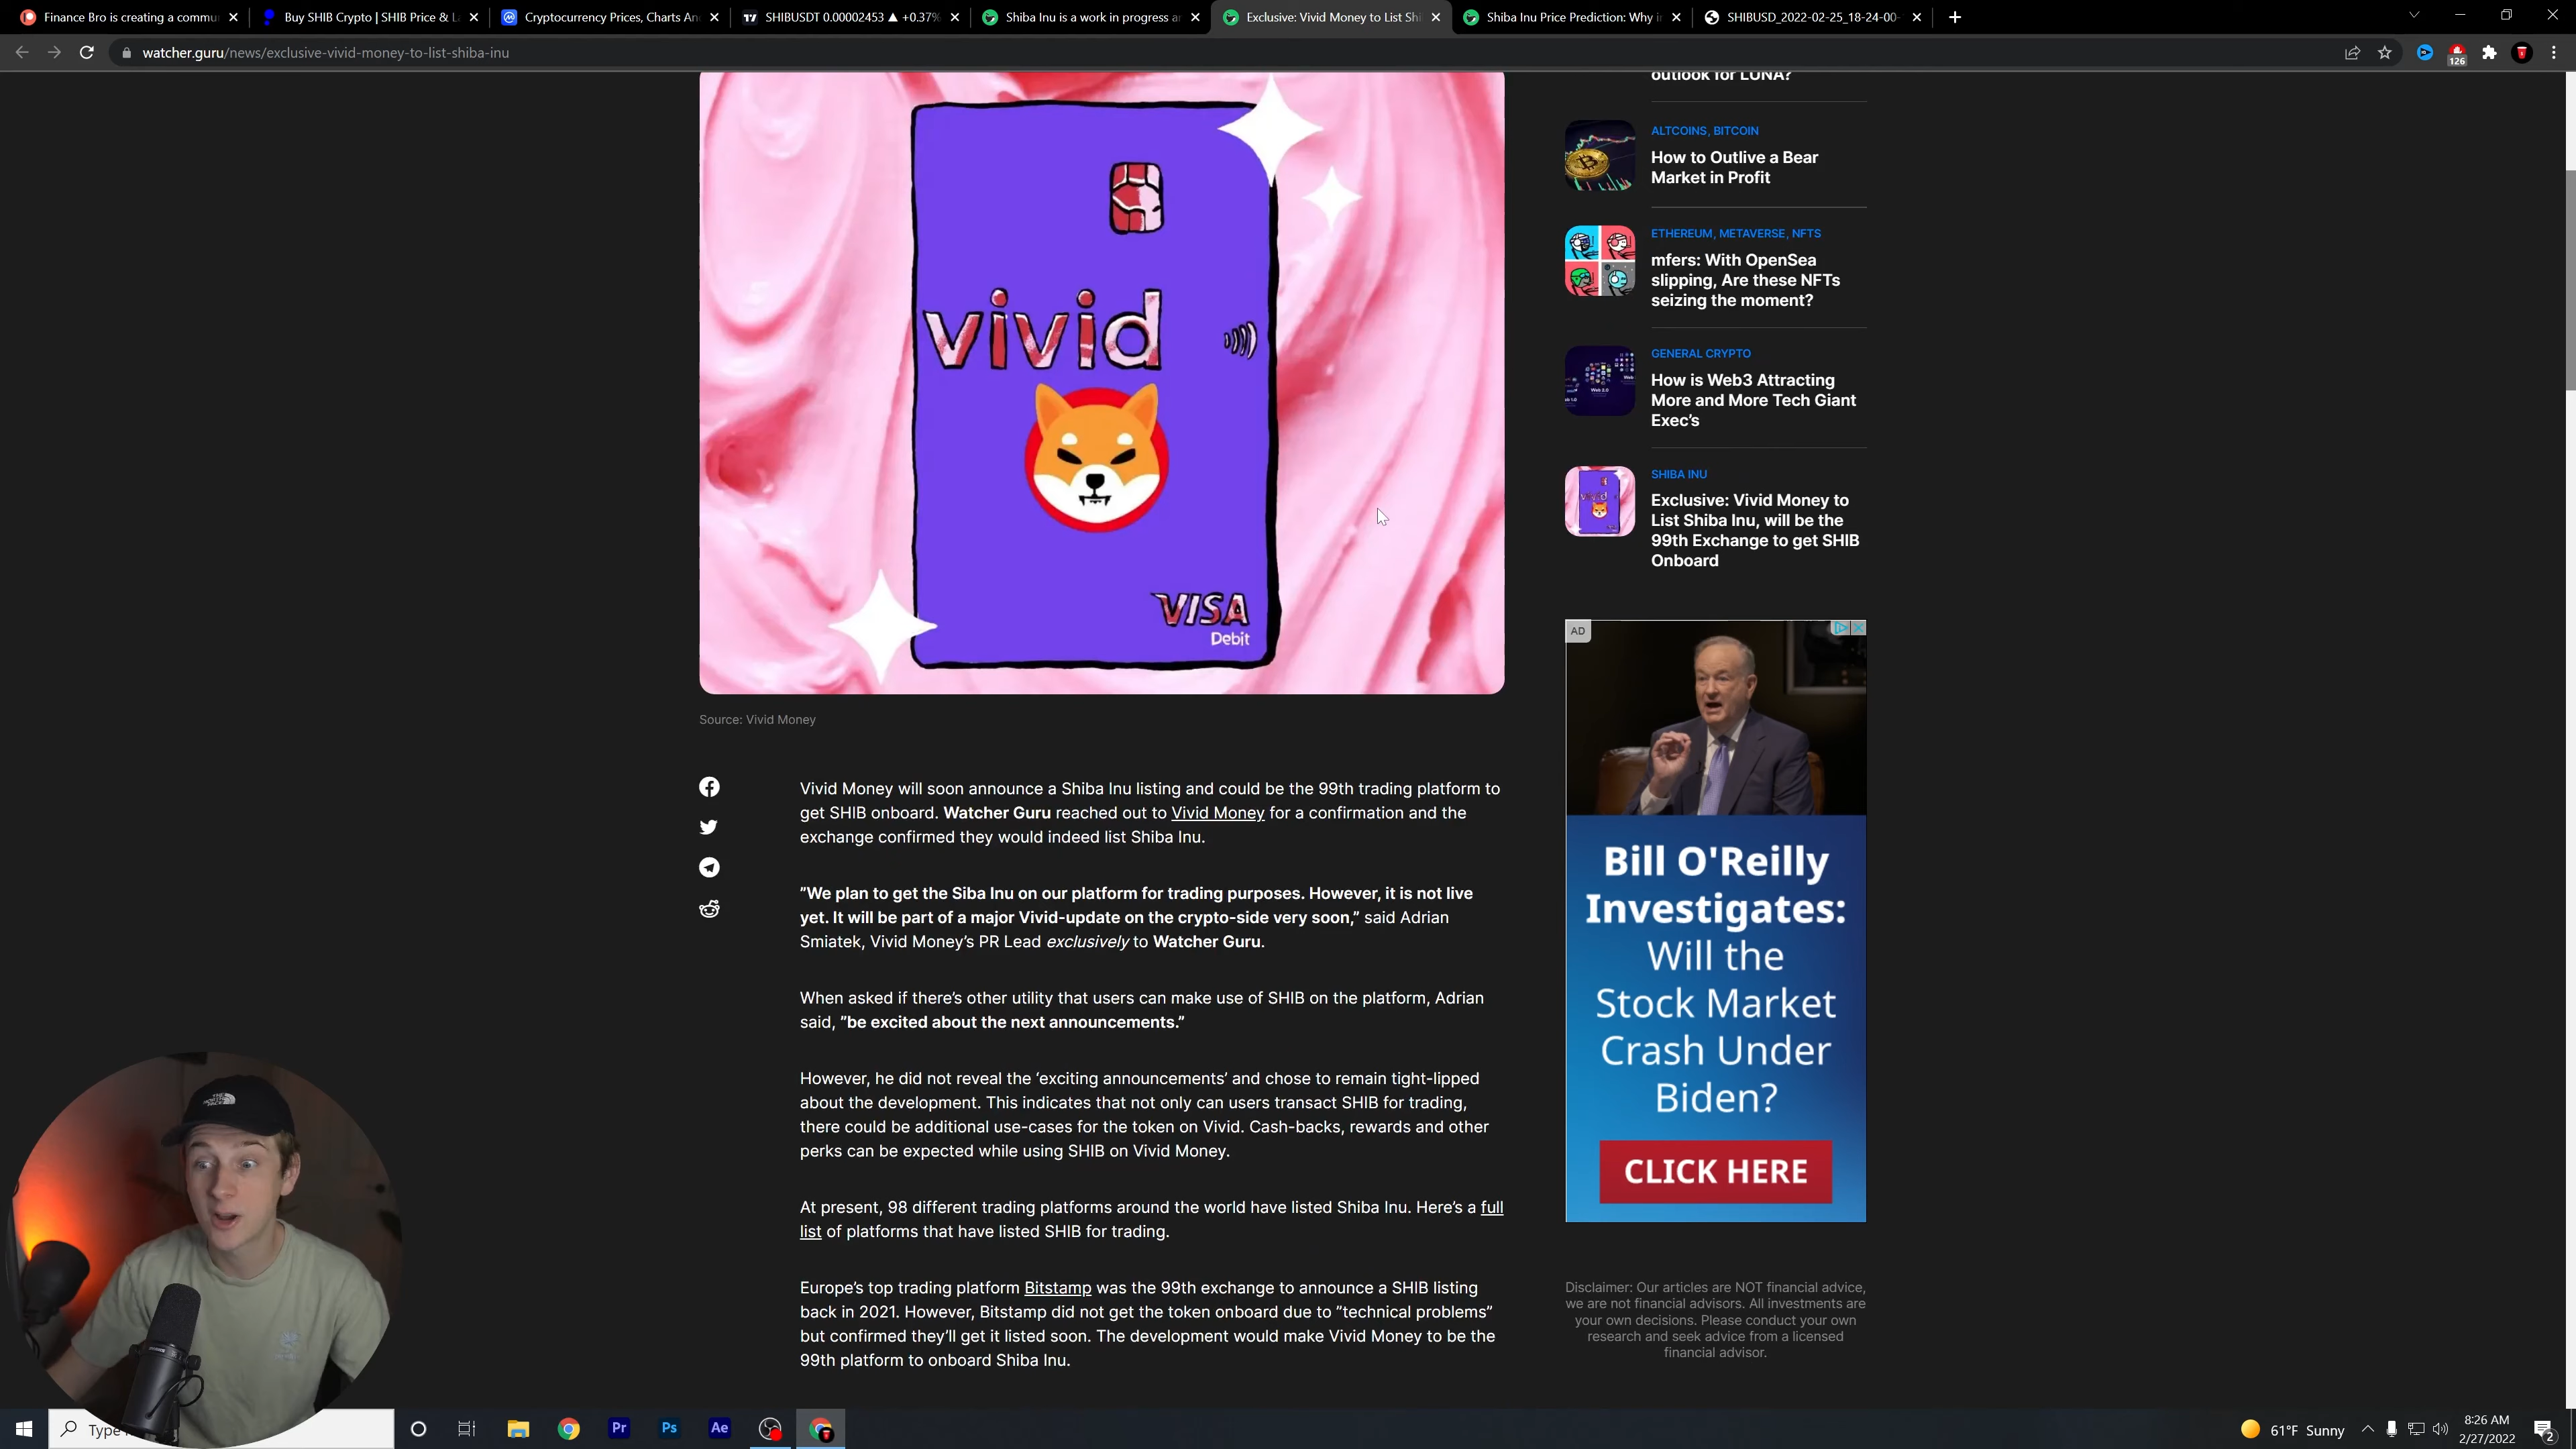 Finance Bro is creating a commu
Buy SHIB Crypto | SHIB Price & L
Cryptocurrency Prices, Charts An
SHIBUSDT 0.00002453 ▲ +0.37%
Shiba Inu is a work in progress a
Exclusive: Vivid Money to List Shi
Shiba Inu Price Prediction: Why i
SHIBUSD_2022-02-25_18-24-00-
watcher.guru/news/exclusive-vivid-money-to-list-shiba-inu
126
vivid
VISA
Debit
Source: Vivid Money
Vivid Money will soon announce a Shiba Inu listing and could be the 99th trading platform to
get SHIB onboard. Watcher Guru reached out to Vivid Money for a confirmation and the
exchange confirmed they would indeed list Shiba Inu.
”We plan to get the Siba Inu on our platform for trading purposes. However, it is not live
yet. It will be part of a major Vivid-update on the crypto-side very soon,” said Adrian
Smiatek, Vivid Money’s PR Lead exclusively to Watcher Guru.
When asked if there’s other utility that users can make use of SHIB on the platform, Adrian
said, ”be excited about the next announcements.”
However, he did not reveal the ‘exciting announcements’ and chose to remain tight-lipped
about the development. This indicates that not only can users transact SHIB for trading,
there could be additional use-cases for the token on Vivid. Cash-backs, rewards and other
perks can be expected while using SHIB on Vivid Money.
At present, 98 different trading platforms around the world have listed Shiba Inu. Here’s a full
list of platforms that have listed SHIB for trading.
Europe’s top trading platform Bitstamp was the 99th exchange to announce a SHIB listing
back in 2021. However, Bitstamp did not get the token onboard due to ”technical problems”
but confirmed they’ll get it listed soon. The development would make Vivid Money to be the
99th platform to onboard Shiba Inu.
outlook for LUNA?
ALTCOINS, BITCOIN
How to Outlive a Bear
Market in Profit
ETHEREUM, METAVERSE, NFTS
mfers: With OpenSea
slipping, Are these NFTs
seizing the moment?
GENERAL CRYPTO
How is Web3 Attracting
More and More Tech Giant
Exec’s
SHIBA INU
Exclusive: Vivid Money to
List Shiba Inu, will be the
99th Exchange to get SHIB
Onboard
AD
Bill O'Reilly
Investigates:
Will the
Stock Market
Crash Under
Biden?
CLICK HERE
Disclaimer: Our articles are NOT financial advice,
we are not financial advisors. All investments are
your own decisions. Please conduct your own
research and seek advice from a licensed
financial advisor.
THE NORTH FACE
Type
Pr
Ps
Ae
61°F Sunny
8:26 AM
2/27/2022
2